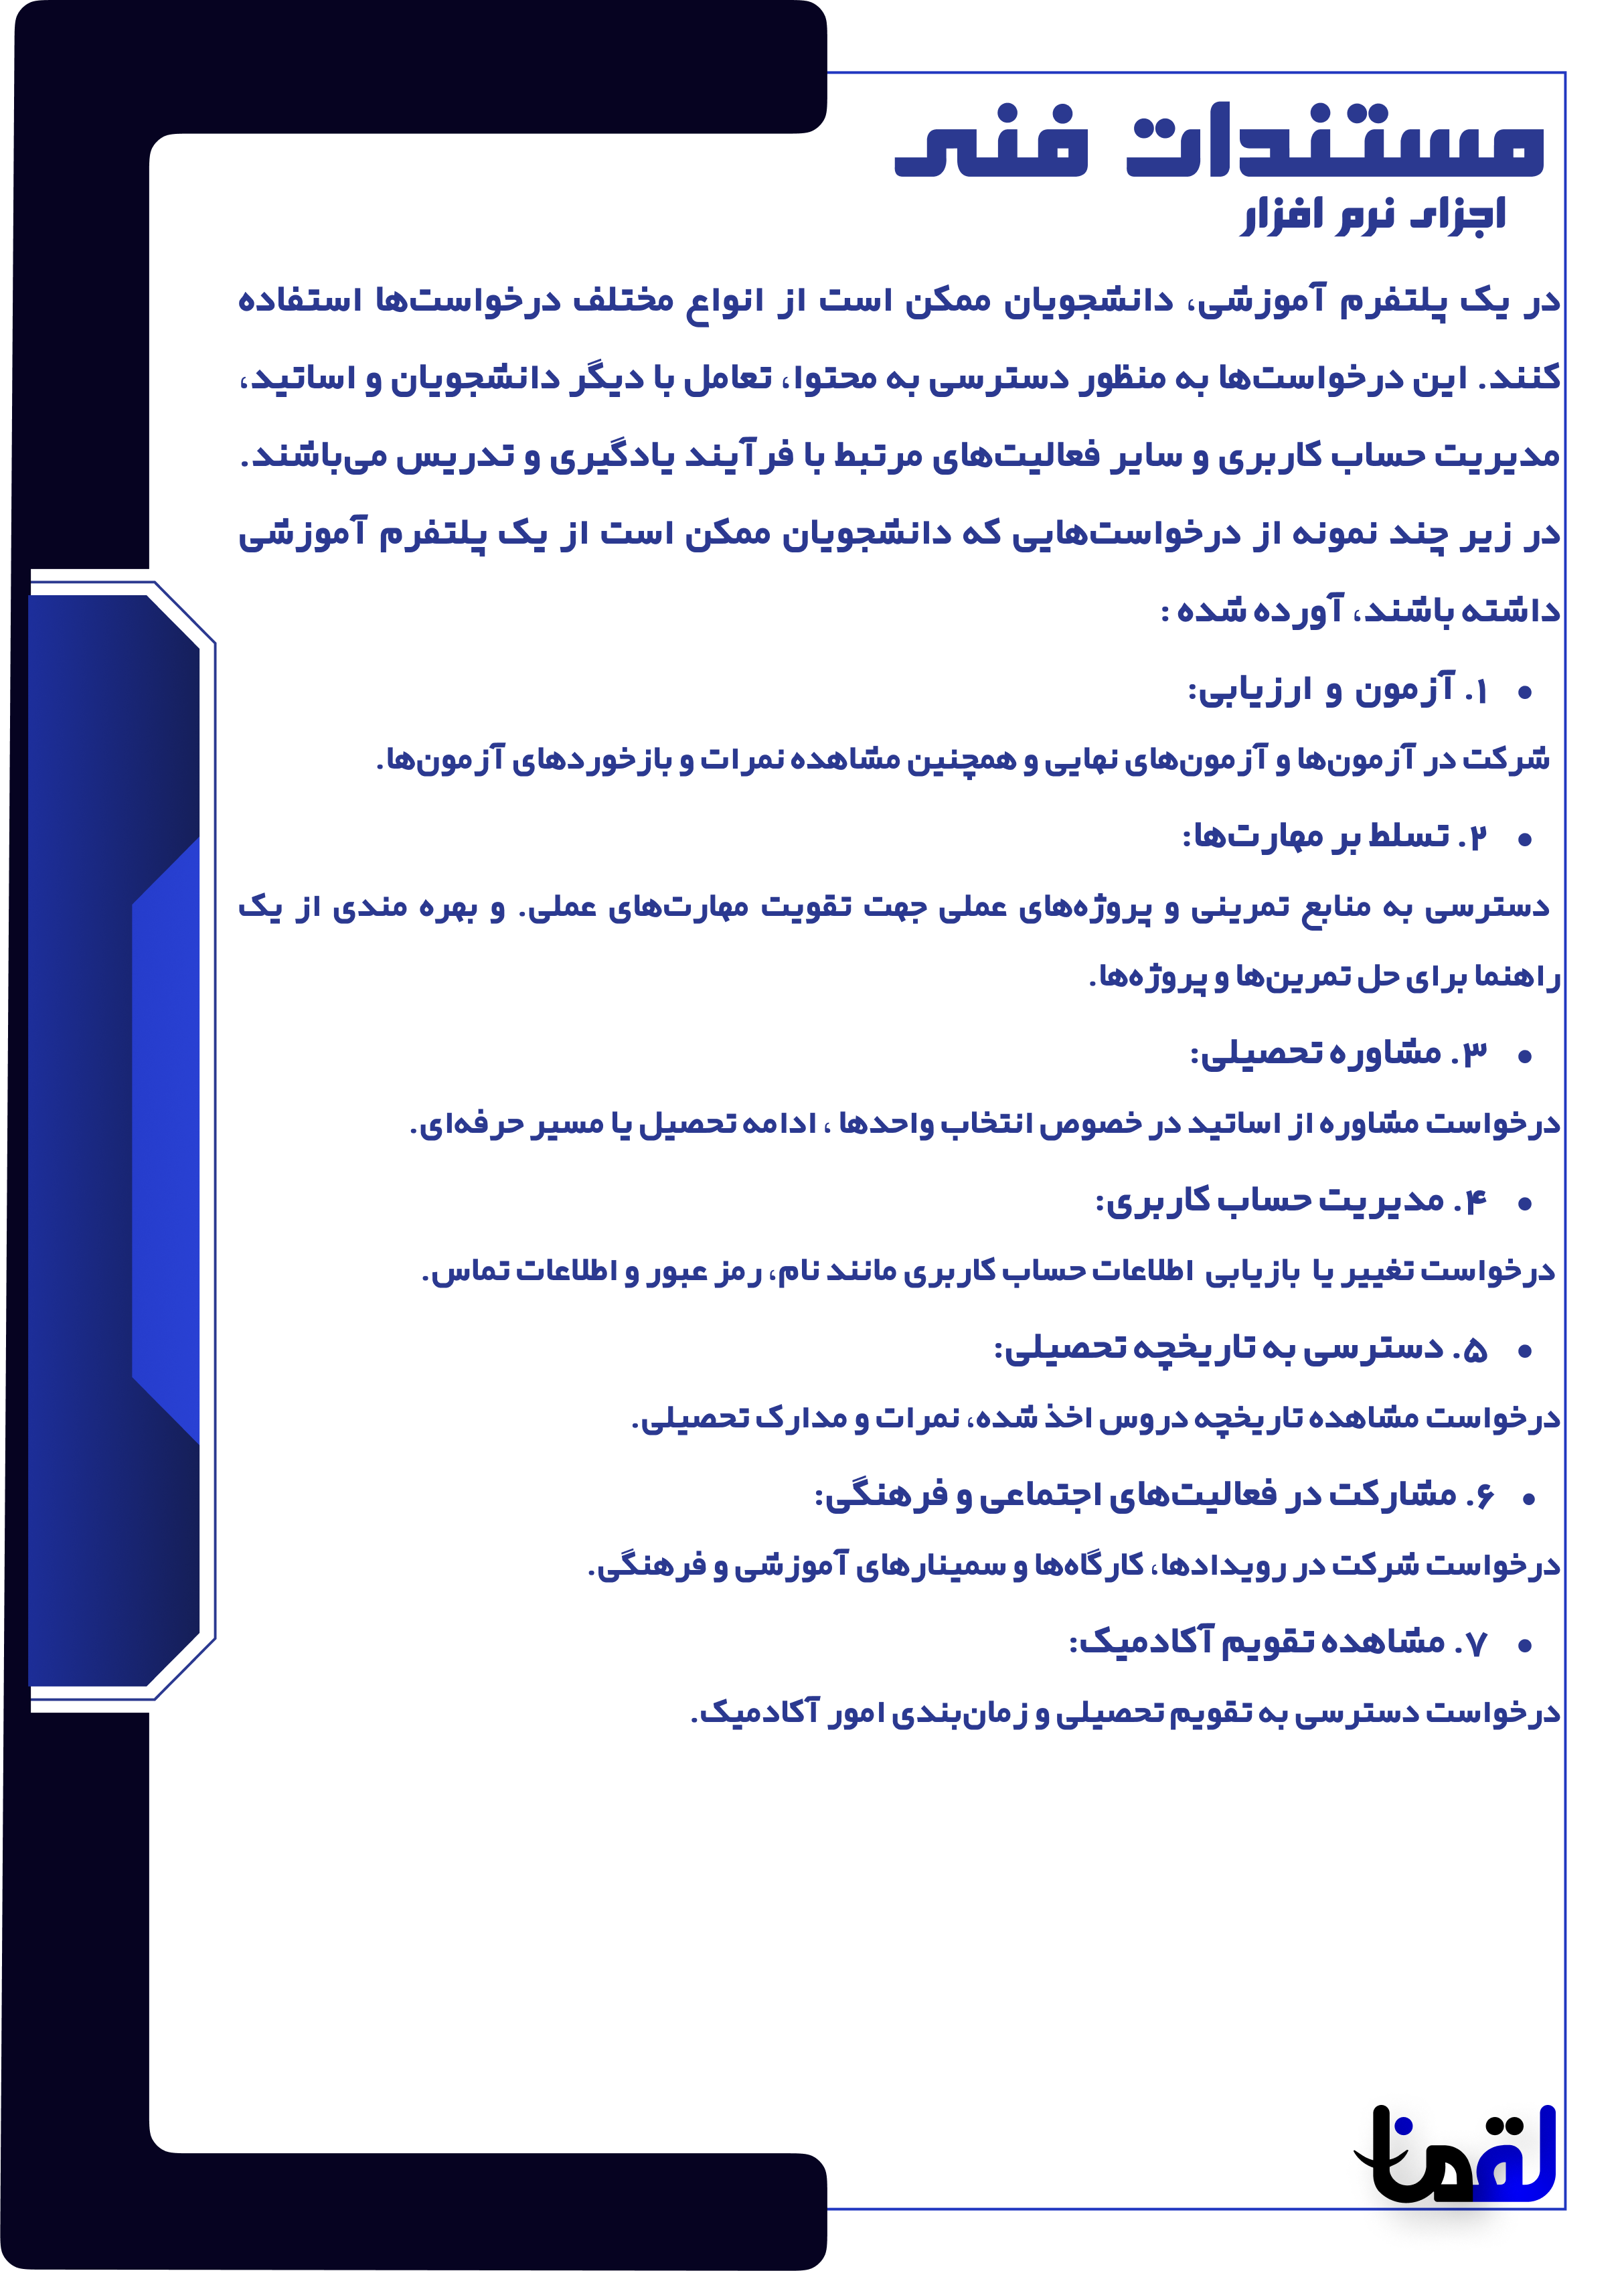 مستندات فنی
اجزای نرم افزار
در یک پلتفرم آموزشی، دانشجویان ممکن است از انواع مختلف درخواست‌ها استفاده
کنند. این درخواست‌ها به منظور دسترسی به محتوا، تعامل با دیگر دانشجویان و اساتید،
مدیریت حساب کاربری و سایر فعالیت‌های مرتبط با فرآیند یادگیری و تدریس می‌باشند.
در زیر چند نمونه از درخواست‌هایی که دانشجویان ممکن است از یک پلتفرم آموزشی
داشته باشند، آورده شده :
• ۱. آزمون و ارزیابی:
شرکت در آزمون‌ها و آزمون‌های نهایی و همچنین مشاهده نمرات و بازخوردهای آزمون‌ها.
• ۲. تسلط بر مهارت‌ها:
دسترسی به منابع تمرینی و پروژه‌های عملی جهت تقویت مهارت‌های عملی. و بهره مندی از یک
راهنما برای حل تمرین‌ها و پروژه‌ها.
• ۳. مشاوره تحصیلی:
درخواست مشاوره از اساتید در خصوص انتخاب واحدها ، ادامه تحصیل یا مسیر حرفه‌ای.
• ۴. مدیریت حساب کاربری:
درخواست تغییر یا بازیابی اطلاعات حساب کاربری مانند نام، رمز عبور و اطلاعات تماس.
• ۵. دسترسی به تاریخچه تحصیلی:
درخواست مشاهده تاریخچه دروس اخذ شده، نمرات و مدارک تحصیلی.
• ۶. مشارکت در فعالیت‌های اجتماعی و فرهنگی:
درخواست شرکت در رویدادها، کارگاه‌ها و سمینارهای آموزشی و فرهنگی.
• ۷. مشاهده تقویم آکادمیک:
درخواست دسترسی به تقویم تحصیلی و زمان‌بندی امور آکادمیک.